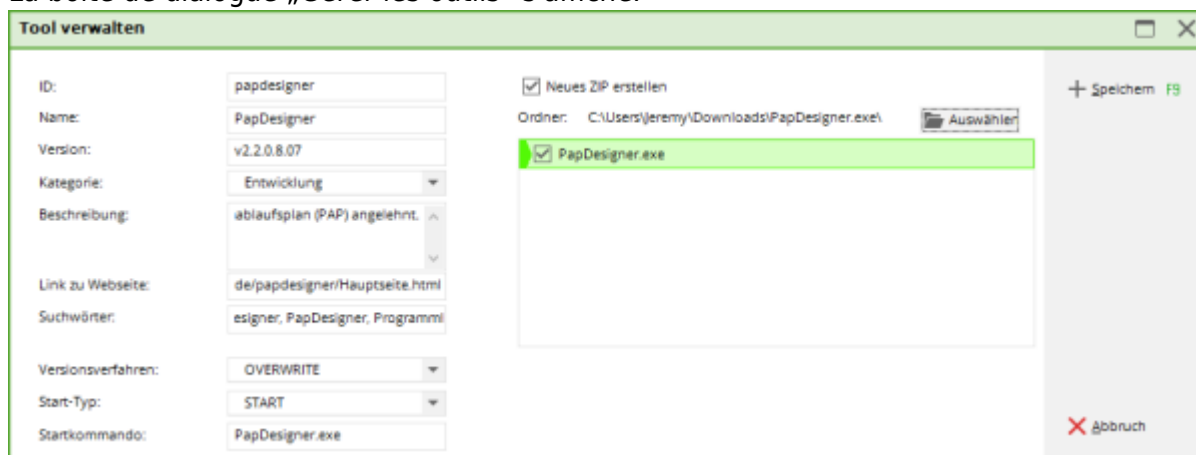 La boîte de dialogue „Gérer les outils“ s'affiche.
Tool verwalten
ID: papdesigner
Name: PapDesigner
Version: v2.2.0.8.07
Kategorie: Entwicklung
Beschreibung: ablaufsplan (PAP) angelehnt.
Link zu Webseite: de/papdesigner/Hauptseite.html
Suchwörter: esigner, PapDesigner, Programml
Versionsverfahren: OVERWRITE
Start-Typ: START
Startkommando: PapDesigner.exe
Neues ZIP erstellen
Ordner: C:\Users\Jeremy\Downloads\PapDesigner.exe\ Auswähler
PapDesigner.exe
Speichern F9
Abbruch